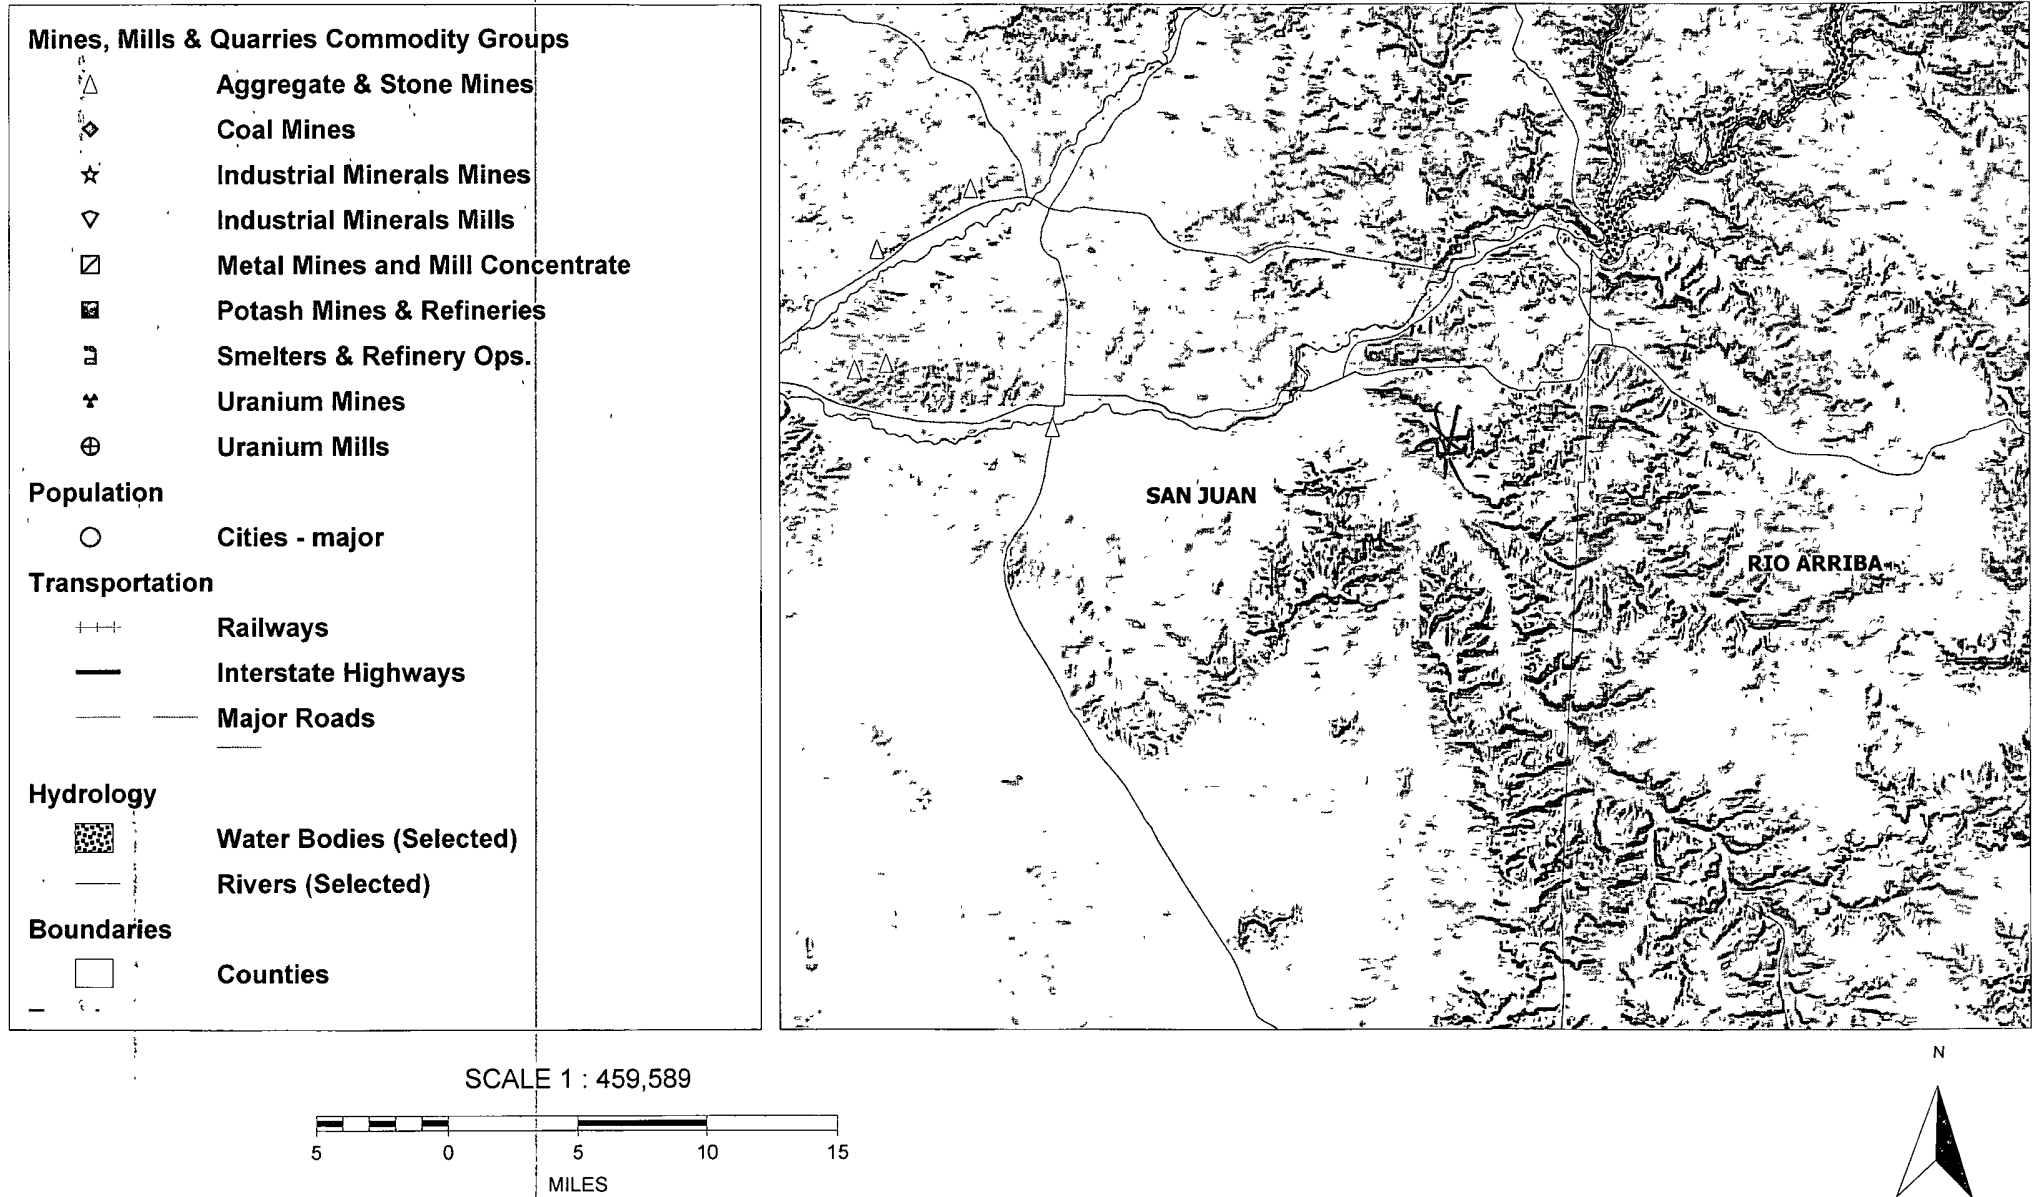 Mines, Mills & Quarries Commodity Groups
Aggregate & Stone Mines
Coal Mines
Industrial Minerals Mines
Industrial Minerals Mills
Metal Mines and Mill Concentrate
Potash Mines & Refineries
Smelters & Refinery Ops.
Uranium Mines
Uranium Mills
Population
Cities - major
Transportation
Railways
Interstate Highways
Major Roads
Hydrology
Water Bodies (Selected)
Rivers (Selected)
Boundaries
Counties
SAN JUAN
RIO ARRIBA
SCALE 1 : 459,589
5 0 5 10 15
MILES
N